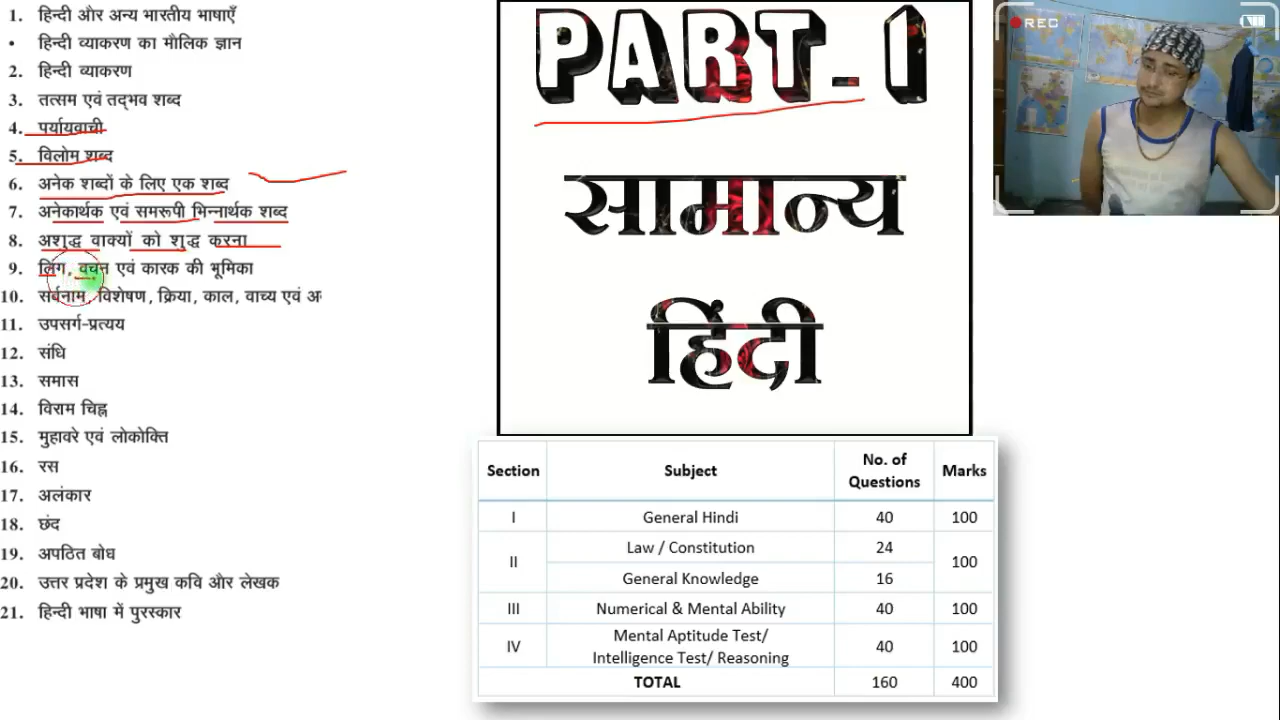 1. हिन्दी और अन्य भारतीय भाषाएँ
• हिन्दी व्याकरण का मौलिक ज्ञान
2. हिन्दी व्याकरण
3. तत्सम एवं तद्भव शब्द
4. पर्यायवाची
5. विलोम शब्द
6. अनेक शब्दों के लिए एक शब्द
7. अनेकार्थक एवं समरूपी भिन्नार्थक शब्द
8. अशुद्ध वाक्यों को शुद्ध करना
9. लिंग, वचन एवं कारक की भूमिका
10. सर्वनाम, विशेषण, क्रिया, काल, वाच्य एवं अ
11. उपसर्ग-प्रत्यय
12. संधि
13. समास
14. विराम चिह्न
15. मुहावरे एवं लोकोक्ति
16. रस
17. अलंकार
18. छंद
19. अपठित बोध
20. उत्तर प्रदेश के प्रमुख कवि और लेखक
21. हिन्दी भाषा में पुरस्कार
PART-1
सामान्य
हिंदी
REC
Section Subject No. of Questions Marks
I General Hindi 40 100
II Law / Constitution 24 100
General Knowledge 16
III Numerical & Mental Ability 40 100
IV Mental Aptitude Test/ Intelligence Test/ Reasoning 40 100
TOTAL 160 400